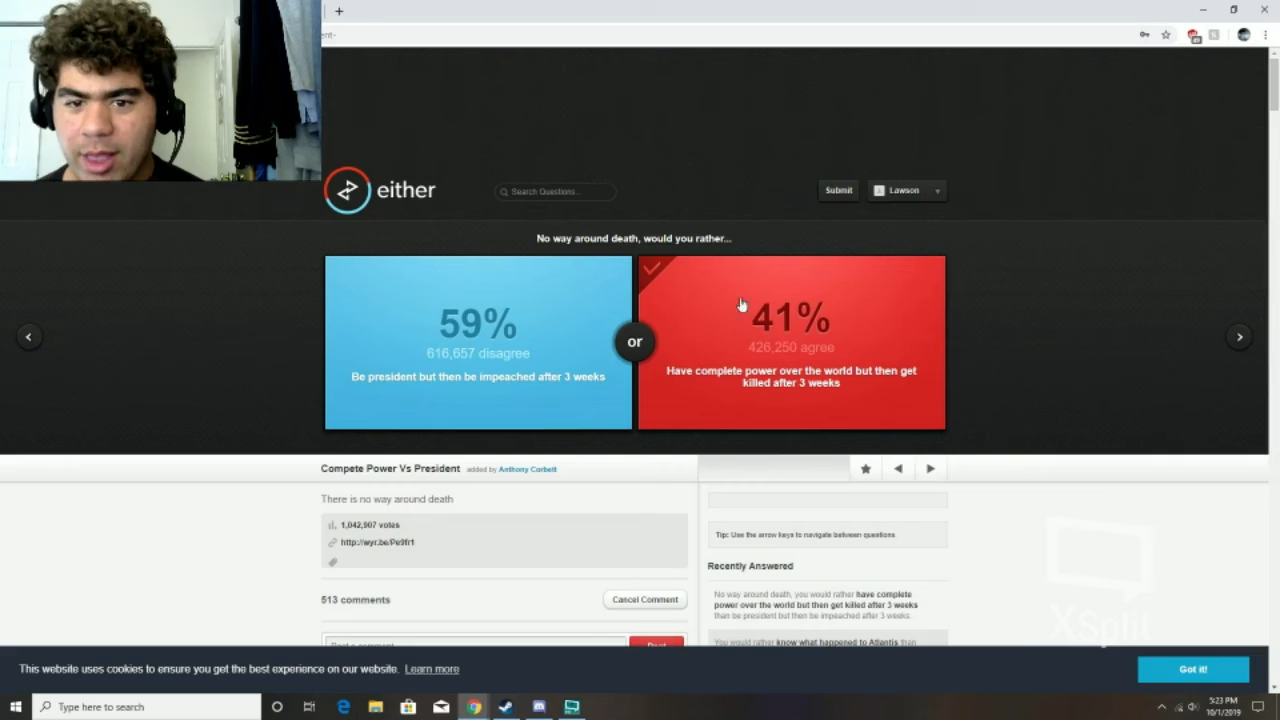 ent-
either
Search Questions...
Submit
Lawson
No way around death, would you rather...
59%
616,657 disagree
Be president but then be impeached after 3 weeks
or
41%
426,250 agree
Have complete power over the world but then get
killed after 3 weeks
Compete Power Vs President added by Anthony Corbett
There is no way around death
1,042,907 votes
http://wyr.be/Pe9fr1
513 comments
Cancel Comment
Post a comment
Post
Tip: Use the arrow keys to navigate between questions.
Recently Answered
No way around death, you would rather have complete
power over the world but then get killed after 3 weeks
than be president but then be impeached after 3 weeks.
You would rather know what happened to Atlantis than
XSplit
This website uses cookies to ensure you get the best experience on our website. Learn more
Got it!
Type here to search
5:23 PM
10/1/2019